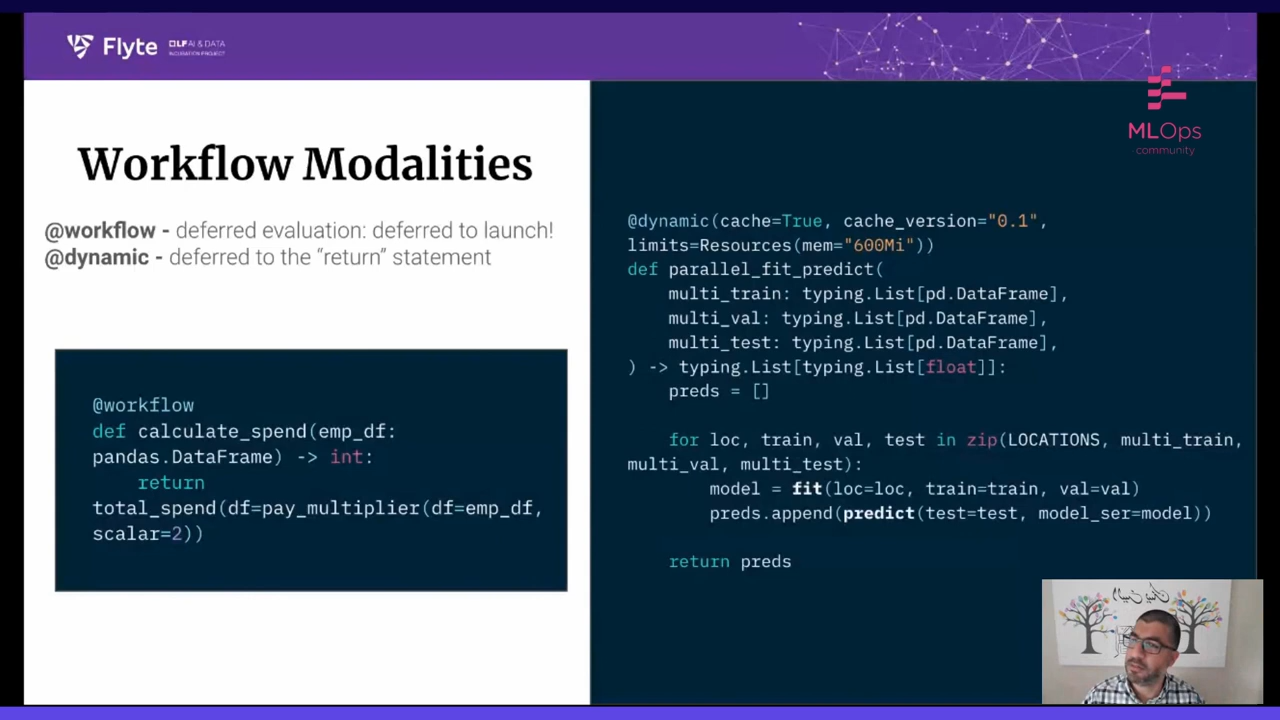 Flyte
LF AI & DATA
MLOps
community
Workflow Modalities
@workflow - deferred evaluation: deferred to launch!
@dynamic - deferred to the “return” statement
@workflow
def calculate_spend(emp_df:
pandas.DataFrame) -> int:
return
total_spend(df=pay_multiplier(df=emp_df,
scalar=2))
@dynamic(cache=True, cache_version="0.1",
limits=Resources(mem="600Mi"))
def parallel_fit_predict(
multi_train: typing.List[pd.DataFrame],
multi_val: typing.List[pd.DataFrame],
multi_test: typing.List[pd.DataFrame],
) -> typing.List[typing.List[float]]:
preds = []
for loc, train, val, test in zip(LOCATIONS, multi_train,
multi_val, multi_test):
model = fit(loc=loc, train=train, val=val)
preds.append(predict(test=test, model_ser=model))
return preds